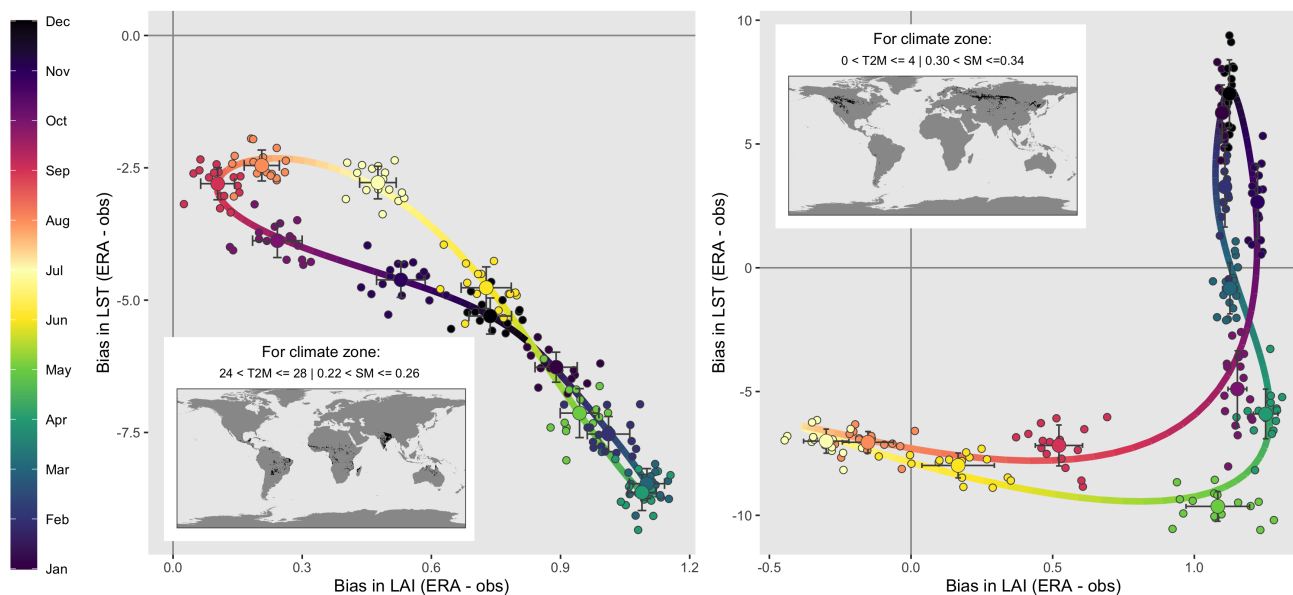 Dec
Nov
Oct
Sep
Aug
Jul
Jun
May
Apr
Mar
Feb
Jan
Bias in LST (ERA - obs)
0.0
-2.5
-5.0
-7.5
For climate zone:
24 < T2M <= 28 | 0.22 < SM <= 0.26
0.0
0.3
0.6
0.9
1.2
Bias in LAI (ERA - obs)
Bias in LST (ERA - obs)
10
5
0
-5
-10
For climate zone:
0 < T2M <= 4 | 0.30 < SM <=0.34
-0.5
0.0
0.5
1.0
Bias in LAI (ERA - obs)